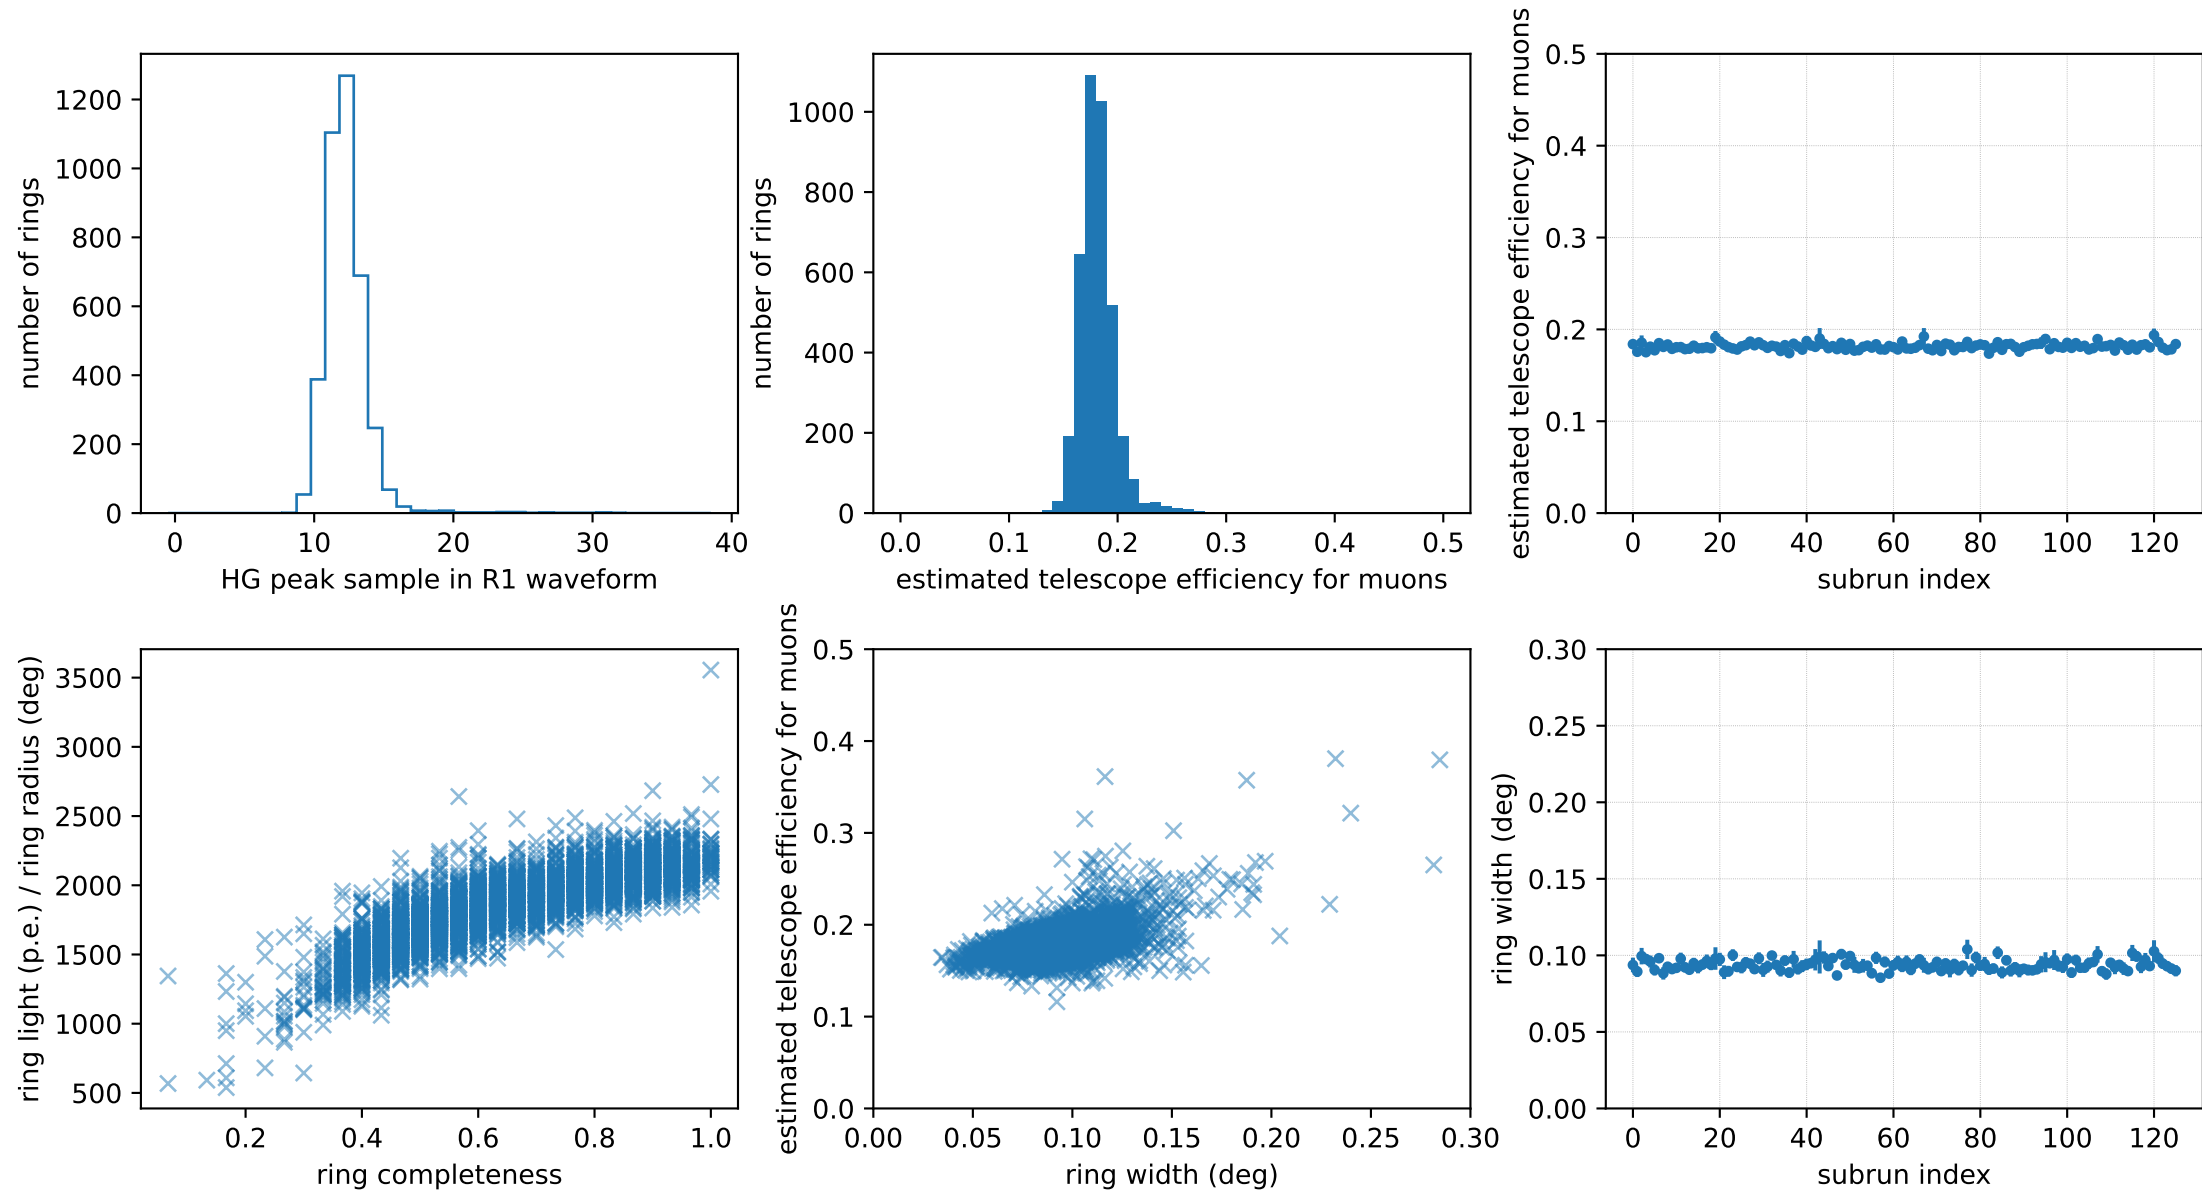 number of rings
1200
1000
800
600
400
200
0
0 10 20 30 40
HG peak sample in R1 waveform
number of rings
1000
800
600
400
200
0
0.0 0.1 0.2 0.3 0.4 0.5
estimated telescope efficiency for muons
estimated telescope efficiency for muons
0.5
0.4
0.3
0.2
0.1
0.0
0 20 40 60 80 100 120
subrun index
ring light (p.e.) / ring radius (deg)
3500
3000
2500
2000
1500
1000
500
0.2 0.4 0.6 0.8 1.0
ring completeness
estimated telescope efficiency for muons
0.5
0.4
0.3
0.2
0.1
0.0
0.00 0.05 0.10 0.15 0.20 0.25 0.30
ring width (deg)
ring width (deg)
0.30
0.25
0.20
0.15
0.10
0.05
0.00
0 20 40 60 80 100 120
subrun index